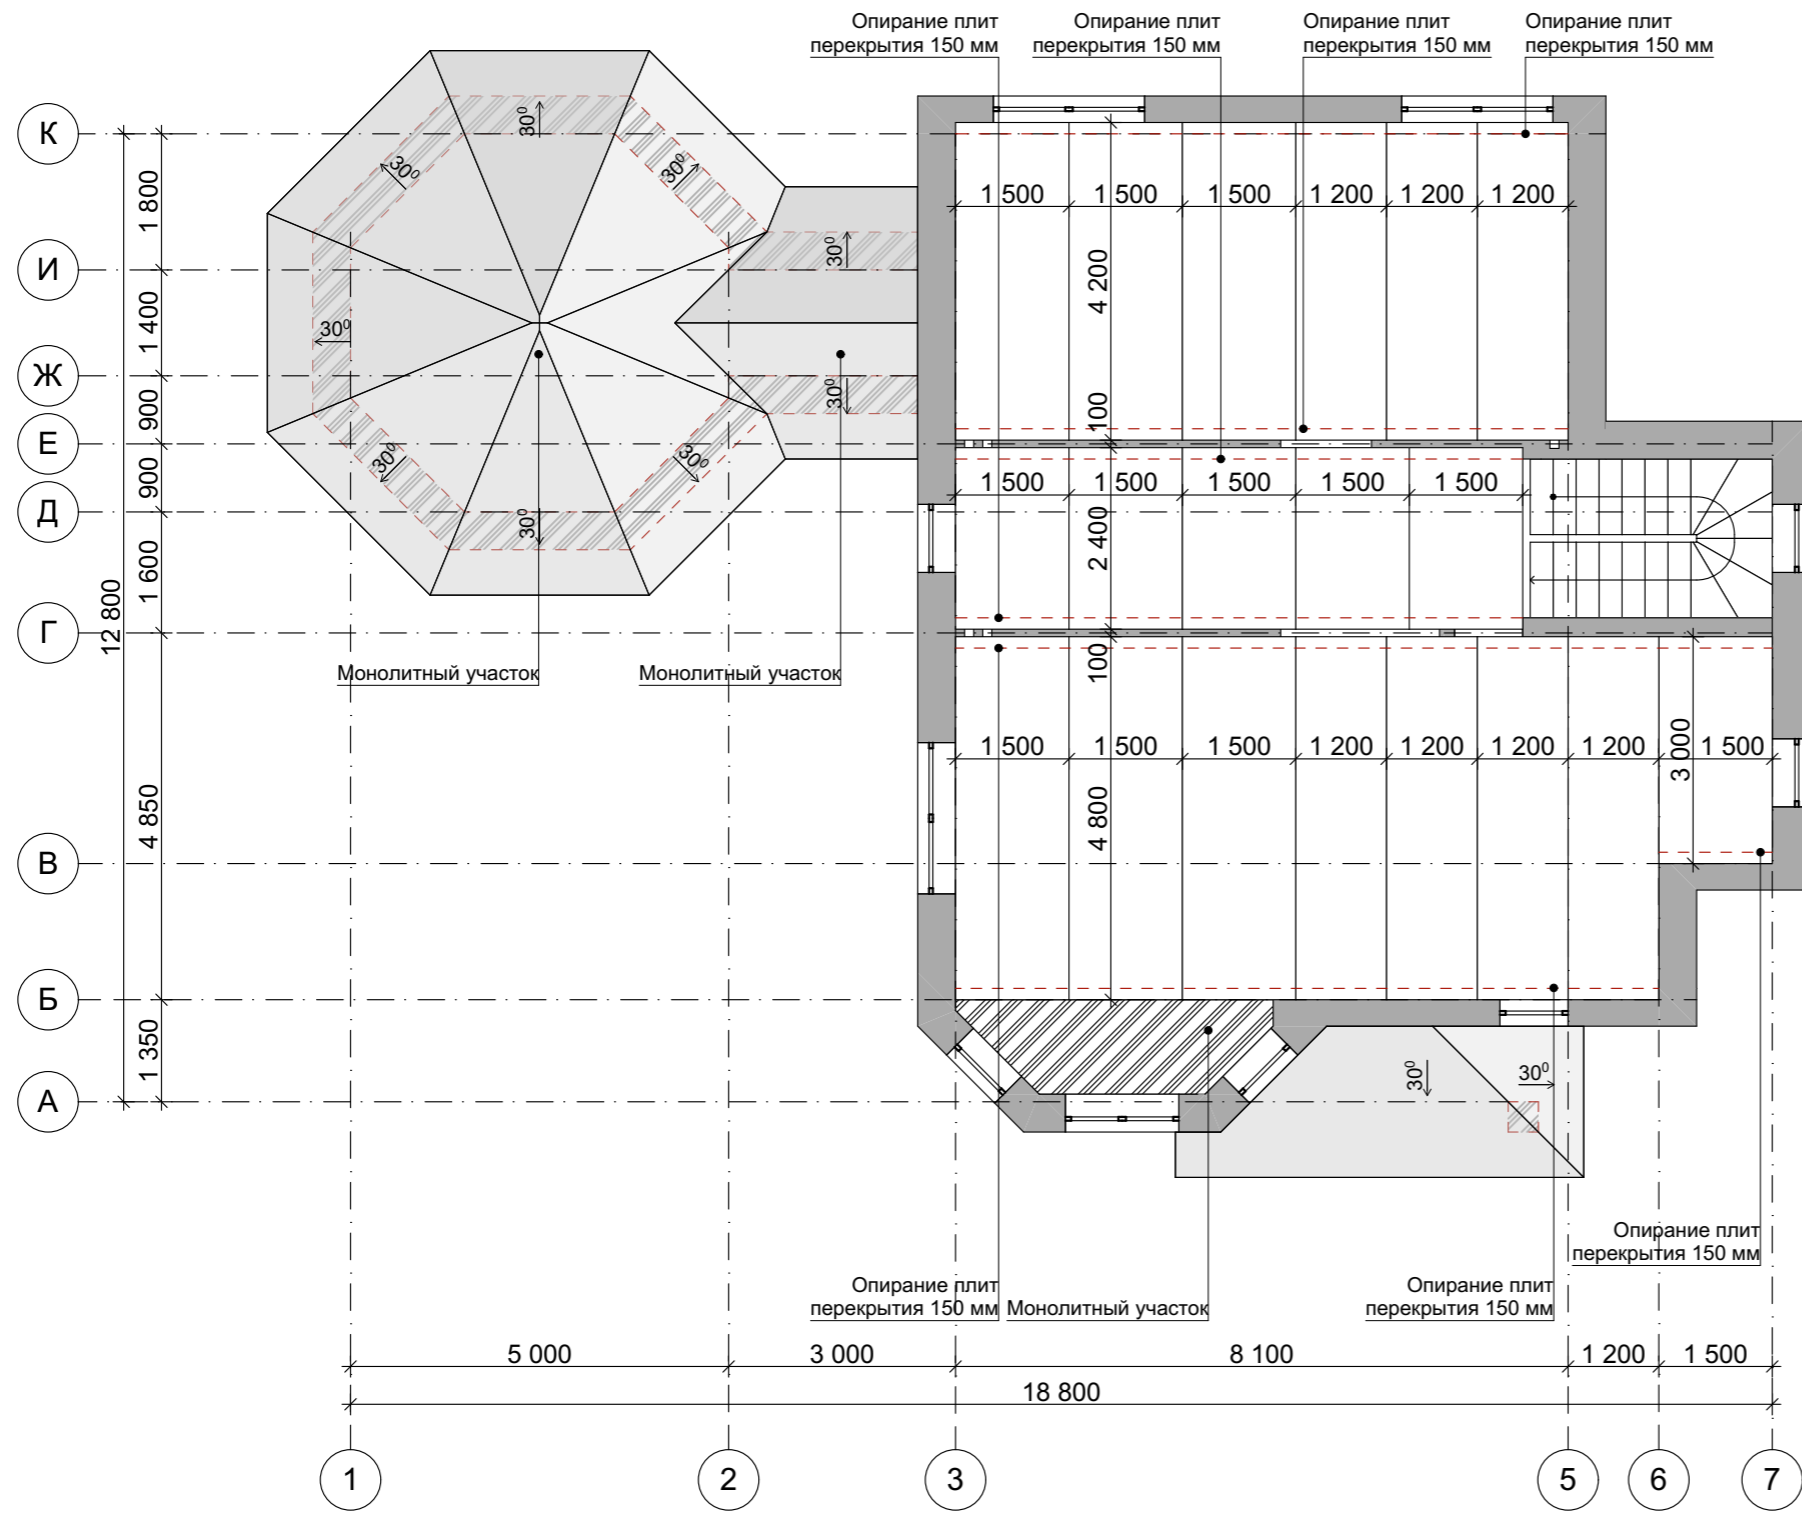 Опирание плит
перекрытия 150 мм
Опирание плит
перекрытия 150 мм
Опирание плит
перекрытия 150 мм
Опирание плит
перекрытия 150 мм
К
И
Ж
Е
Д
Г
В
Б
А
1 800
1 400
900
900
1 600
4 850
1 350
12 800
30⁰
30⁰
30⁰
30⁰
30⁰
30⁰
30⁰
30⁰
30⁰
Монолитный участок
Монолитный участок
1 500
1 500
1 500
1 200
1 200
1 200
4 200
100
1 500
1 500
1 500
1 500
1 500
2 400
100
1 500
1 500
1 500
1 200
1 200
1 200
1 200
1 500
3 000
4 800
30⁰
30⁰
Опирание плит
перекрытия 150 мм
Опирание плит
перекрытия 150 мм
Монолитный участок
Опирание плит
перекрытия 150 мм
5 000
3 000
8 100
1 200
1 500
18 800
1
2
3
5
6
7